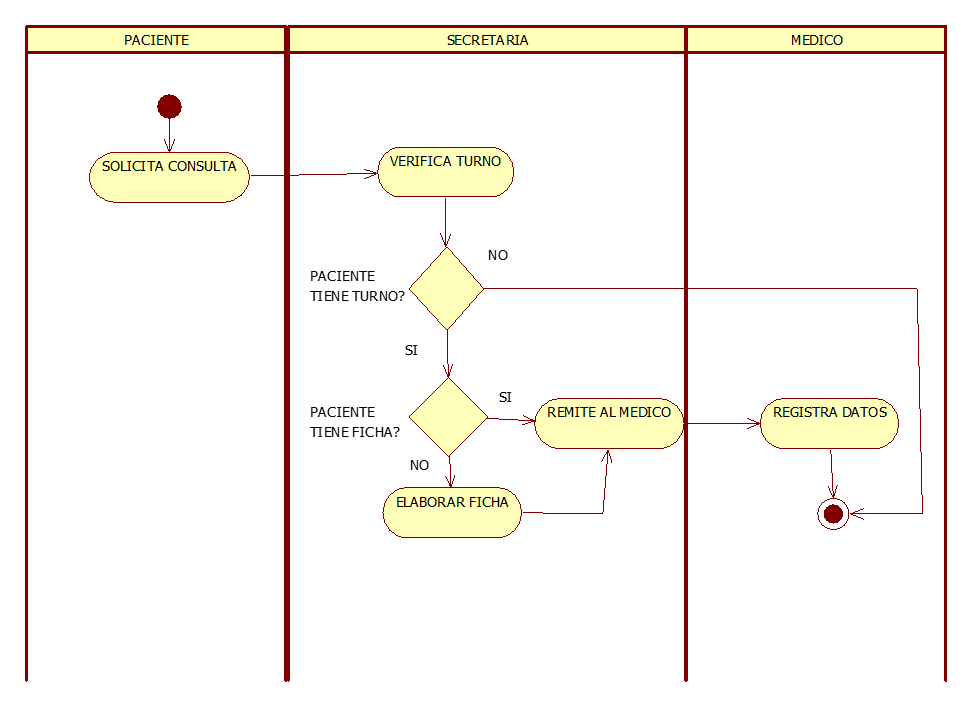 PACIENTE
SECRETARIA
MEDICO
SOLICITA CONSULTA
VERIFICA TURNO
NO
PACIENTE
TIENE TURNO?
SI
SI
PACIENTE
TIENE FICHA?
REMITE AL MEDICO
REGISTRA DATOS
NO
ELABORAR FICHA